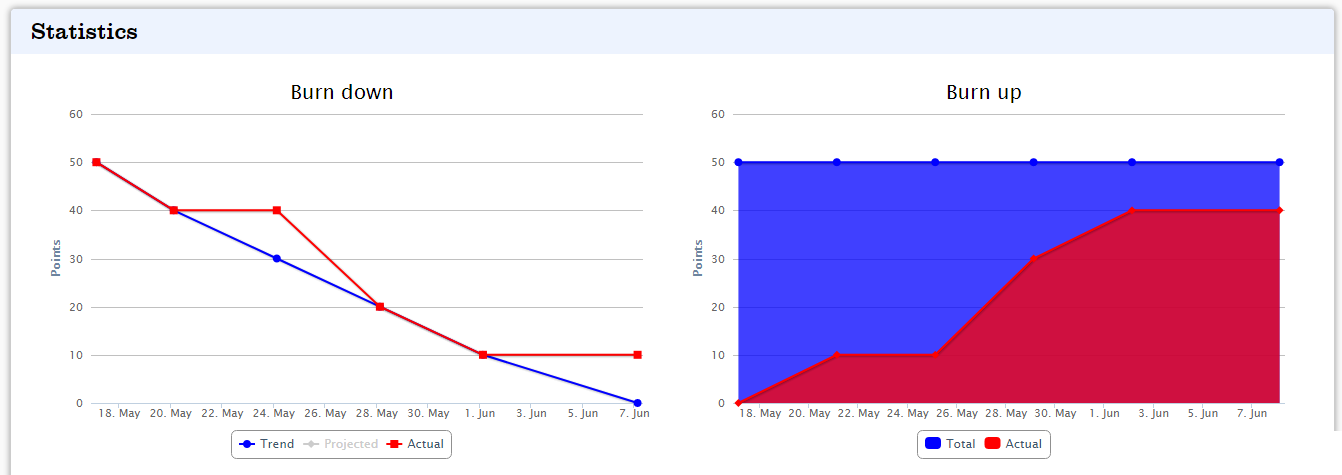 Statistics
Burn down
60
50
40
30
20
10
0
Points
18. May 20. May 22. May 24. May 26. May 28. May 30. May 1. Jun 3. Jun 5. Jun 7. Jun
Trend Projected Actual
Burn up
60
50
40
30
20
10
0
Points
18. May 20. May 22. May 24. May 26. May 28. May 30. May 1. Jun 3. Jun 5. Jun 7. Jun
Total Actual